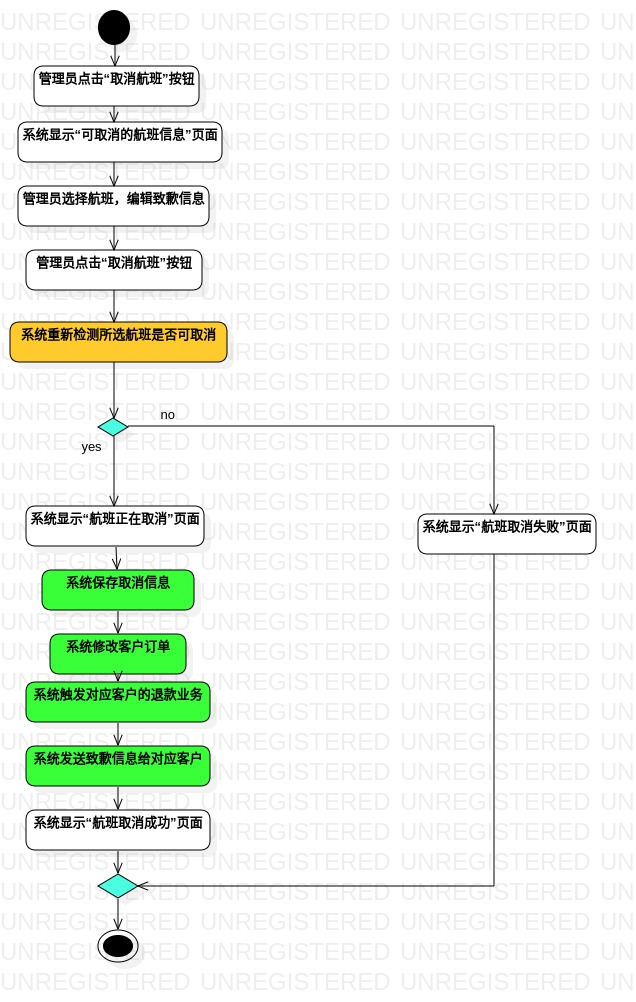 管理员点击“取消航班”按钮
系统显示“可取消的航班信息”页面
管理员选择航班，编辑致歉信息
管理员点击“取消航班”按钮
系统重新检测所选航班是否可取消
no
yes
系统显示“航班正在取消”页面
系统显示“航班取消失败”页面
系统保存取消信息
系统修改客户订单
系统触发对应客户的退款业务
系统发送致歉信息给对应客户
系统显示“航班取消成功”页面
UNREGISTERED